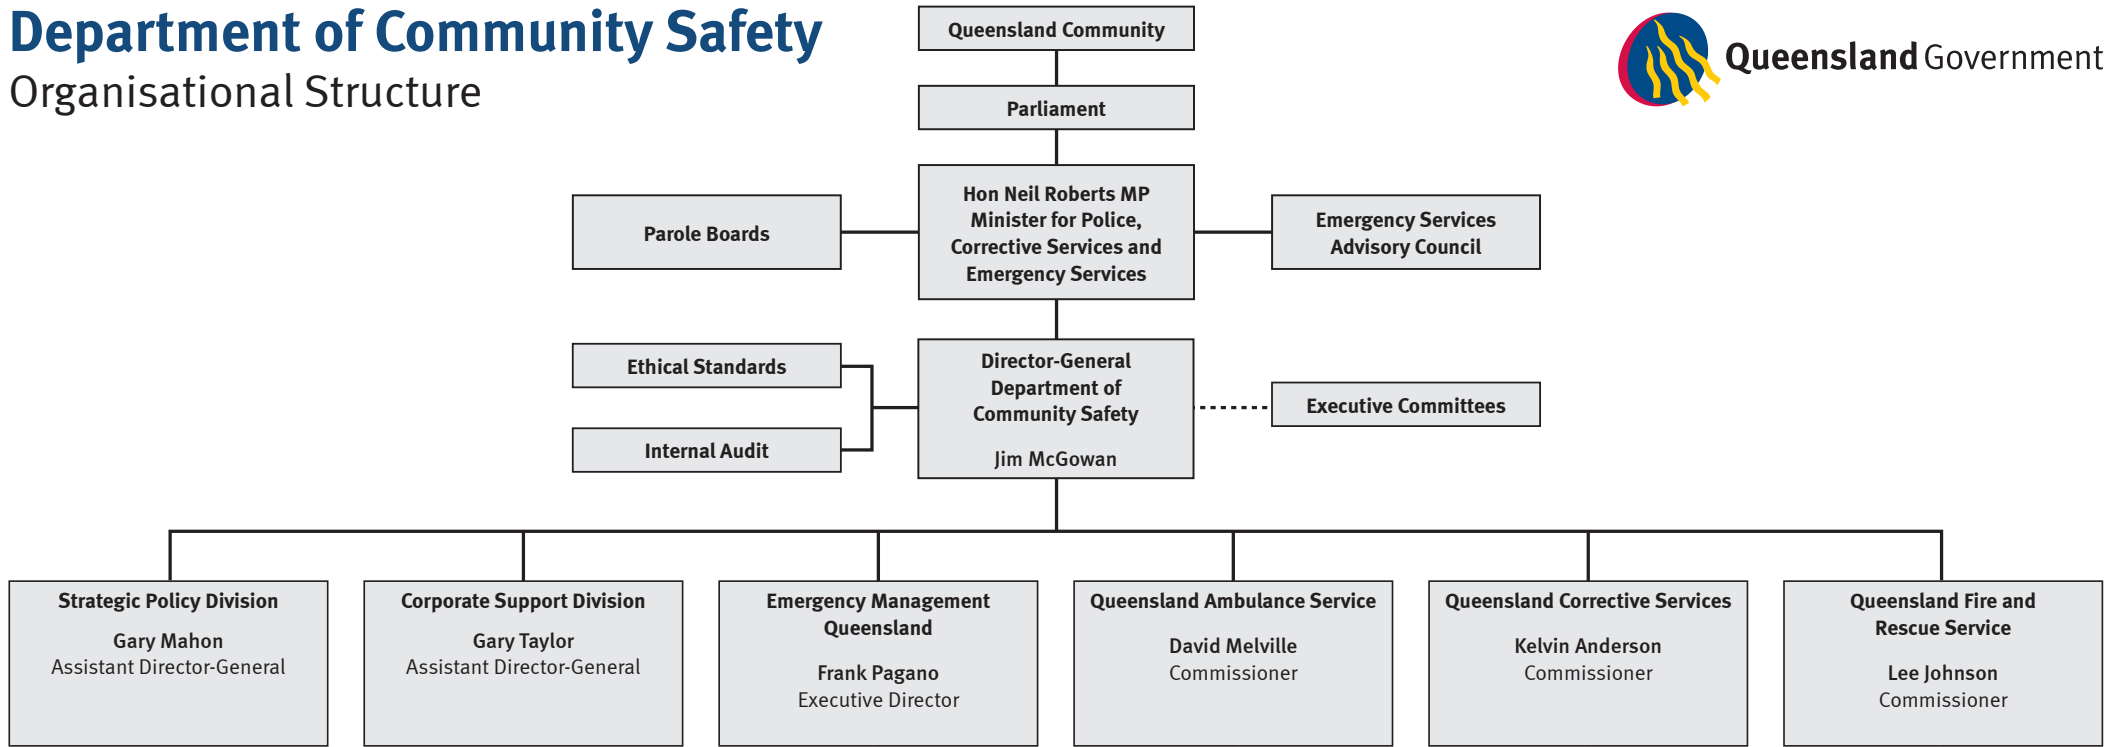 Department of Community Safety
Organisational Structure
Queensland Government
Queensland Community
Parliament
Hon Neil Roberts MP
Minister for Police,
Corrective Services and
Emergency Services
Parole Boards
Emergency Services
Advisory Council
Ethical Standards
Internal Audit
Director-General
Department of
Community Safety
Jim McGowan
Executive Committees
Strategic Policy Division
Gary Mahon
Assistant Director-General
Corporate Support Division
Gary Taylor
Assistant Director-General
Emergency Management
Queensland
Frank Pagano
Executive Director
Queensland Ambulance Service
David Melville
Commissioner
Queensland Corrective Services
Kelvin Anderson
Commissioner
Queensland Fire and
Rescue Service
Lee Johnson
Commissioner